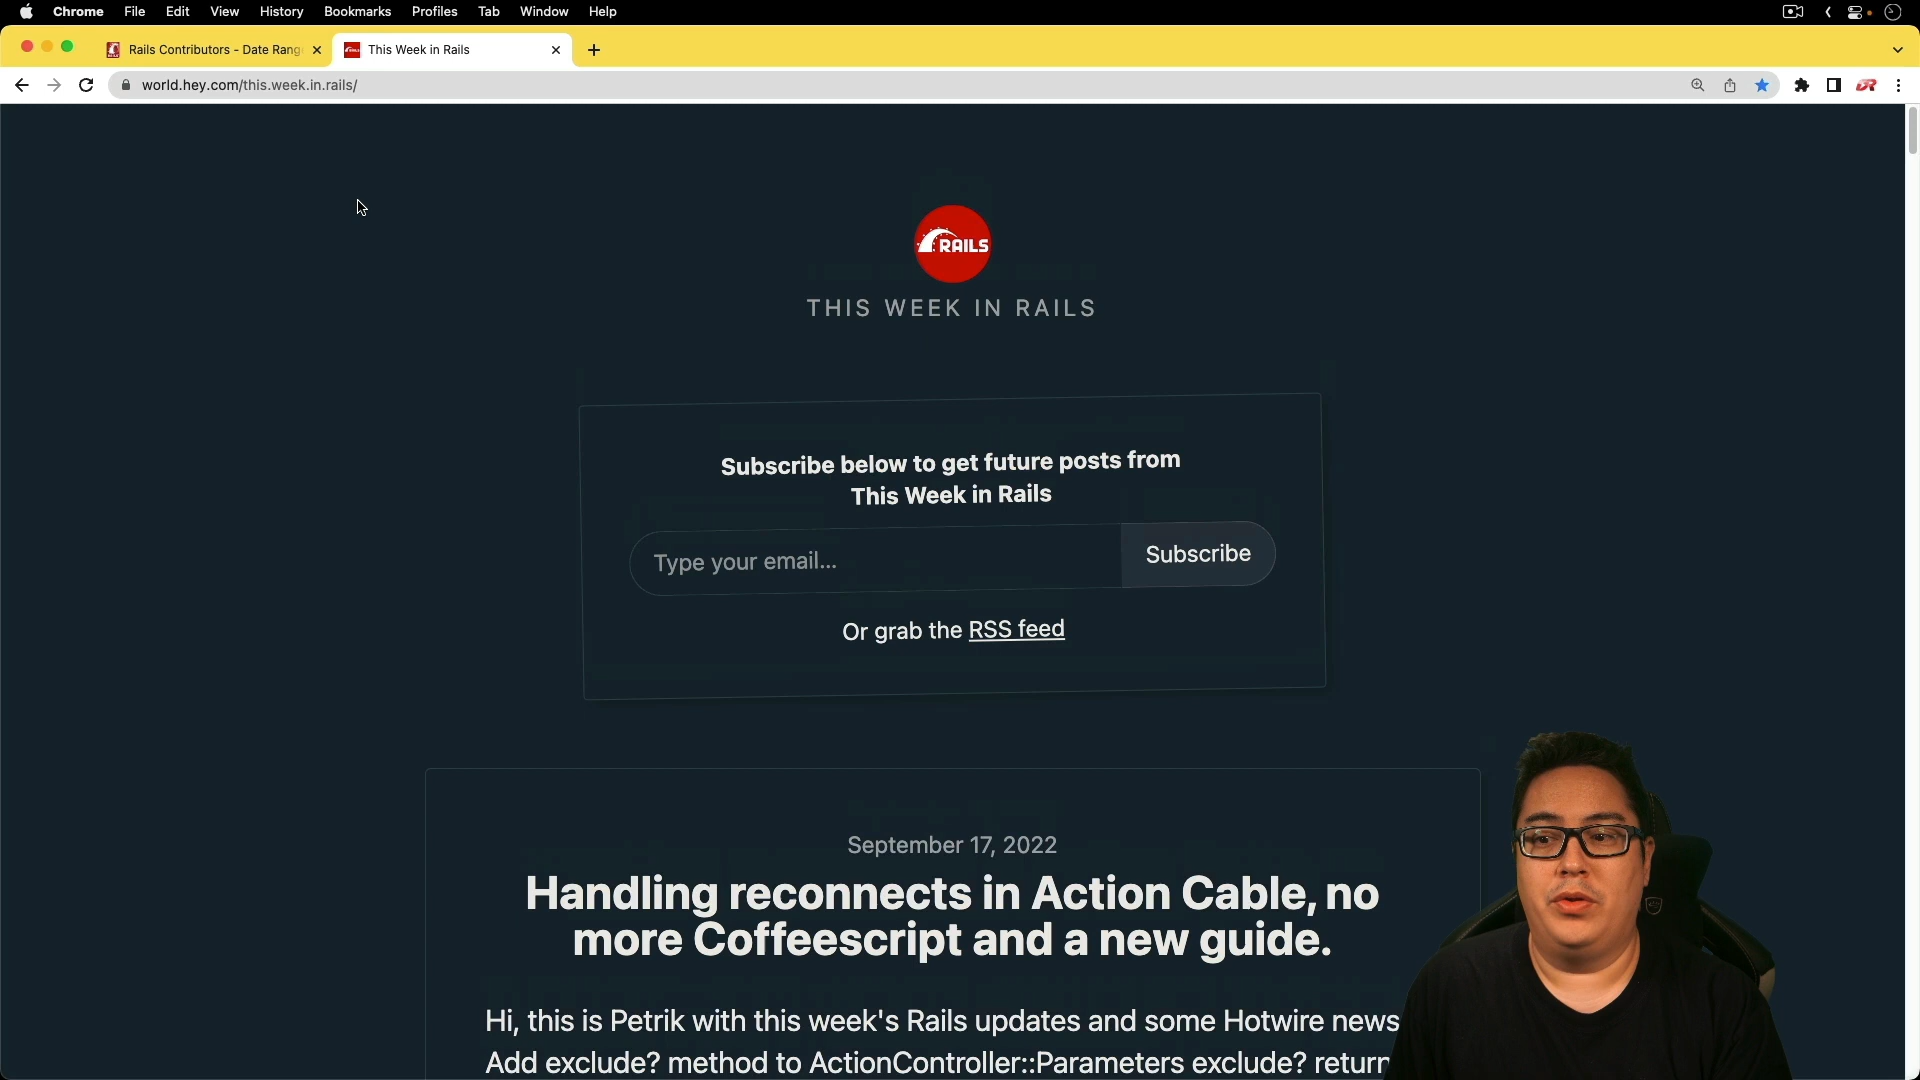 Chrome File Edit View History Bookmarks Profiles Tab Window Help
Rails Contributors - Date Rang
This Week in Rails
world.hey.com/this.week.in.rails/
RAILS
THIS WEEK IN RAILS
Subscribe below to get future posts from
This Week in Rails
Type your email...
Subscribe
Or grab the RSS feed
September 17, 2022
Handling reconnects in Action Cable, no
more Coffeescript and a new guide.
Hi, this is Petrik with this week's Rails updates and some Hotwire news
Add exclude? method to ActionController::Parameters exclude? return